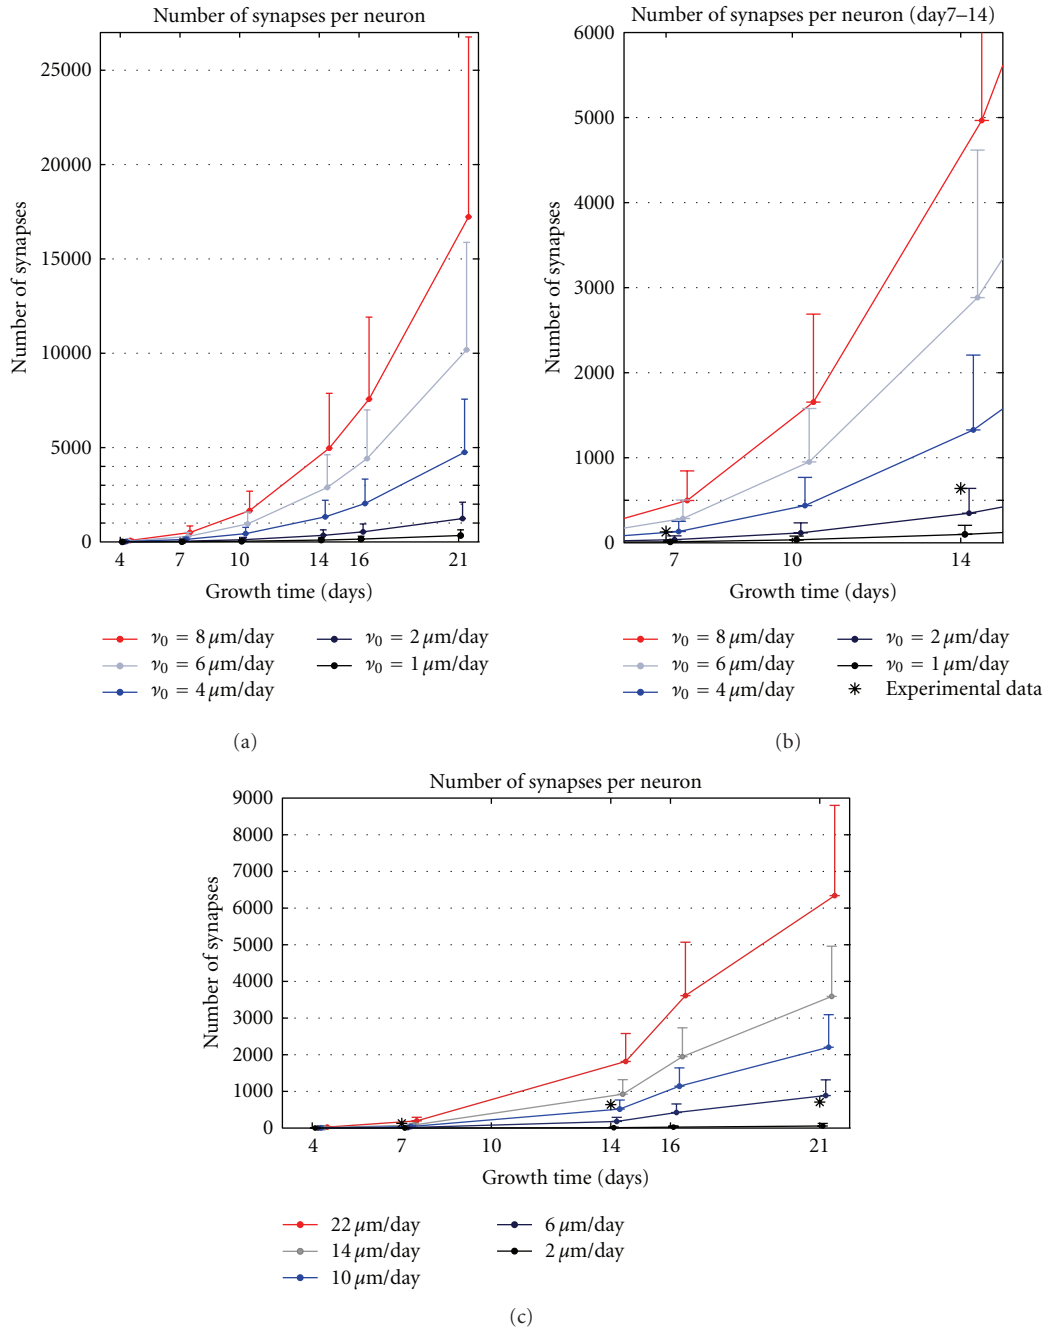 Number of synapses per neuron
25000
20000
15000
10000
5000
0
Number of synapses
4 7 10 14 16 21
Growth time (days)
ν0 = 8 μm/day
ν0 = 6 μm/day
ν0 = 4 μm/day
ν0 = 2 μm/day
ν0 = 1 μm/day
(a)
Number of synapses per neuron (day7–14)
6000
5000
4000
3000
2000
1000
0
Number of synapses
7 10 14
Growth time (days)
ν0 = 8 μm/day
ν0 = 6 μm/day
ν0 = 4 μm/day
ν0 = 2 μm/day
ν0 = 1 μm/day
Experimental data
(b)
Number of synapses per neuron
9000
8000
7000
6000
5000
4000
3000
2000
1000
0
Number of synapses
4 7 10 14 16 21
Growth time (days)
22 μm/day
14 μm/day
10 μm/day
6 μm/day
2 μm/day
(c)